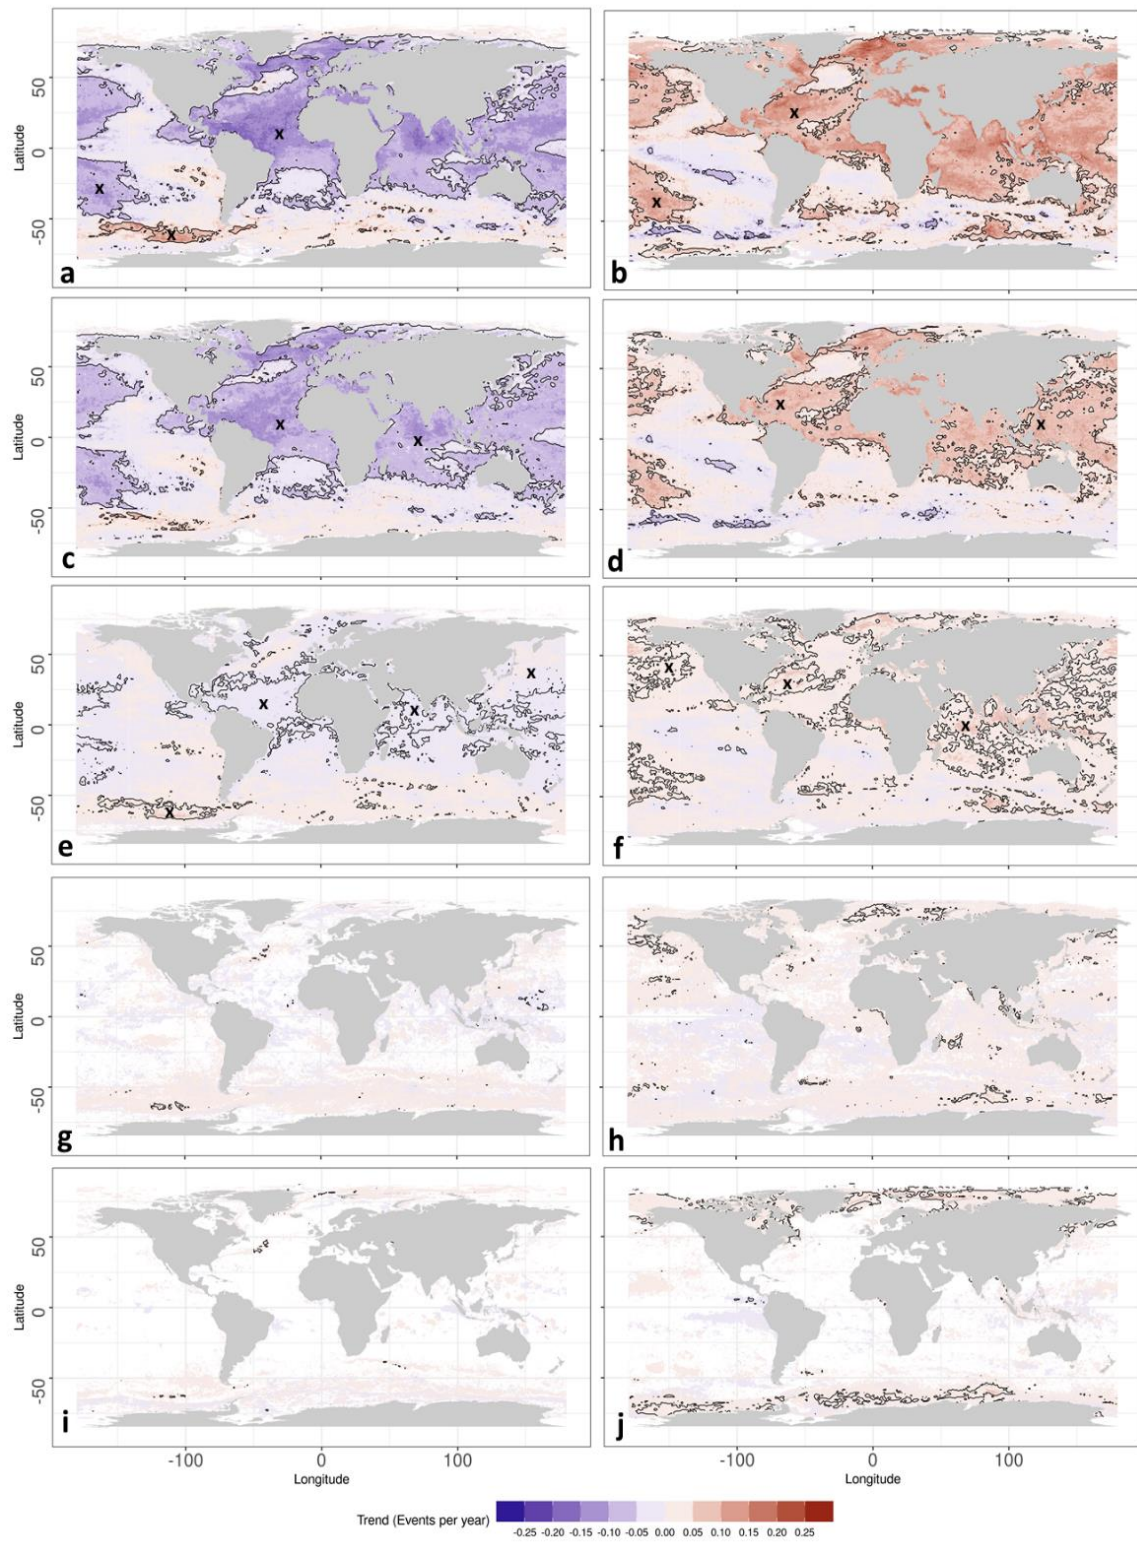 Latitude 50 0 -50 X X X a
X X b
Latitude 50 0 -50 X X c
X X d
Latitude 50 0 -50 X X X X e
X X X f
Latitude 50 0 -50 g
h
Latitude 50 0 -50 i
j
-100 0 100 -100 0 100
Longitude Longitude
Trend (Events per year)
-0.25 -0.20 -0.15 -0.10 -0.05 0.00 0.05 0.10 0.15 0.20 0.25